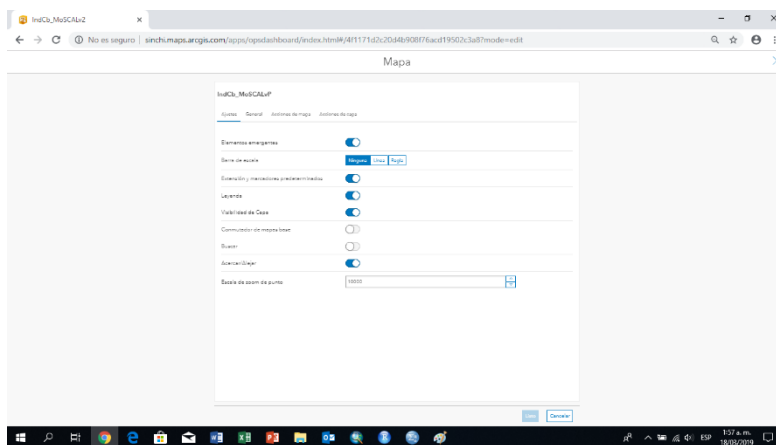 IndCb_MoSCALv2
No es seguro | sinchi.maps.arcgis.com/apps/opsdashboard/index.html#/4f1171d2c20d4b908f76acd19502c3a8?mode=edit
Mapa
IndCb_MoSCALvP
Ajustes General Acciones de mapa Acciones de capa
Elementos emergentes
Barra de escala Ninguno Línea Regla
Extensión y marcadores predeterminados
Leyenda
Visibilidad de Capa
Conmutador de mapas base
Buscar
Acercar/Alejar
Escala de zoom de punto 10000
Cancelar
ESP
1:57 a. m.
18/03/2019